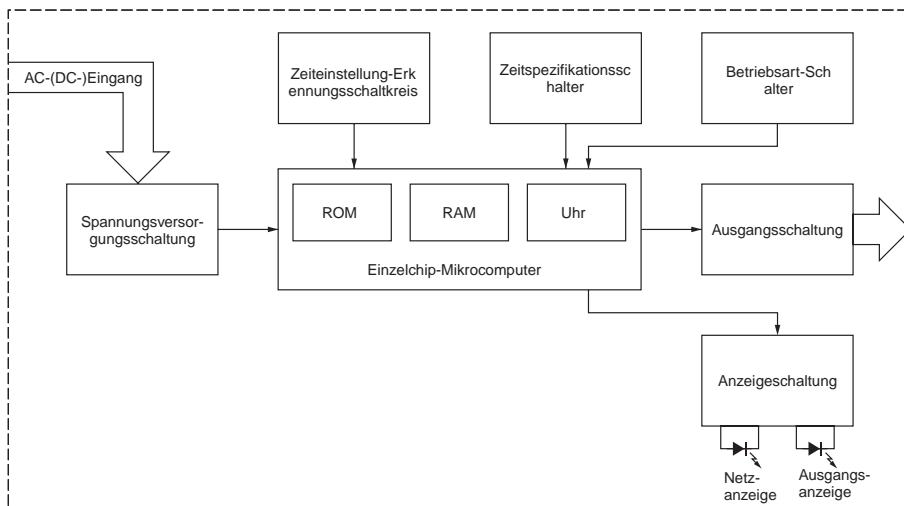 AC-(DC-)Eingang
Zeiteinstellung-Erk
ennungsschaltkreis
Zeitspezifikationssc
halter
Betriebsart-Sch
alter
Spannungsversor-
gungsschaltung
ROM
RAM
Uhr
Einzelchip-Mikrocomputer
Ausgangsschaltung
Anzeigeschaltung
Netz-
anzeige
Ausgangs-
anzeige